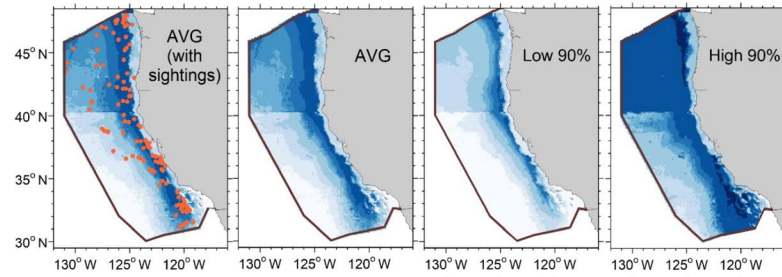 AVG
(with
sightings)
AVG
Low 90%
High 90%
45° N
40° N
35° N
30° N
130° W
125° W
120° W
130° W
125° W
120° W
130° W
125° W
120° W
130° W
125° W
120° W